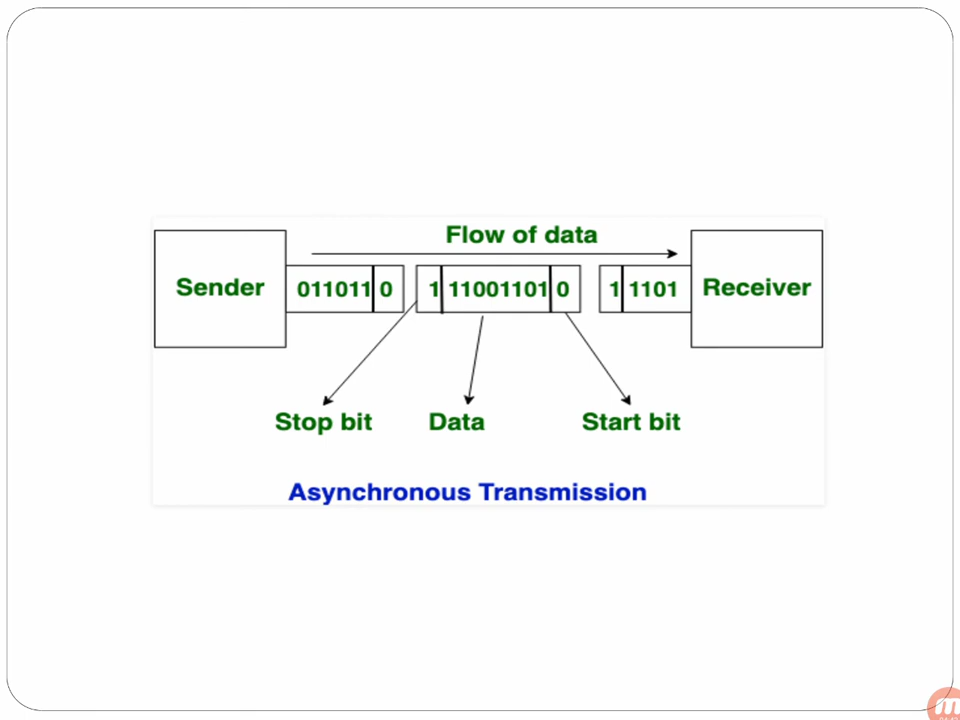 Flow of data
Sender
011011 0
1 11001101 0
1 1101
Receiver
Stop bit
Data
Start bit
Asynchronous Transmission